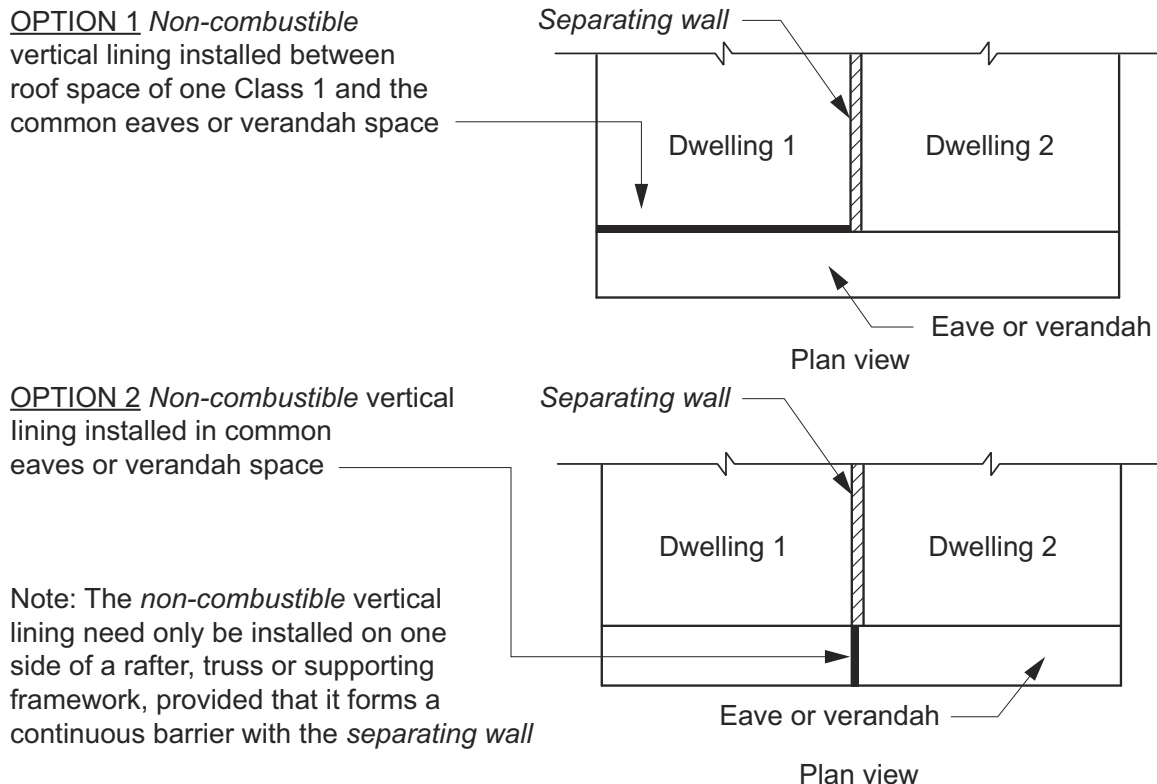 OPTION 1 Non-combustible
vertical lining installed between
roof space of one Class 1 and the
common eaves or verandah space
Separating wall
Dwelling 1
Dwelling 2
Eave or verandah
Plan view
OPTION 2 Non-combustible vertical
lining installed in common
eaves or verandah space
Separating wall
Dwelling 1
Dwelling 2
Note: The non-combustible vertical
lining need only be installed on one
side of a rafter, truss or supporting
framework, provided that it forms a
continuous barrier with the separating wall
Eave or verandah
Plan view